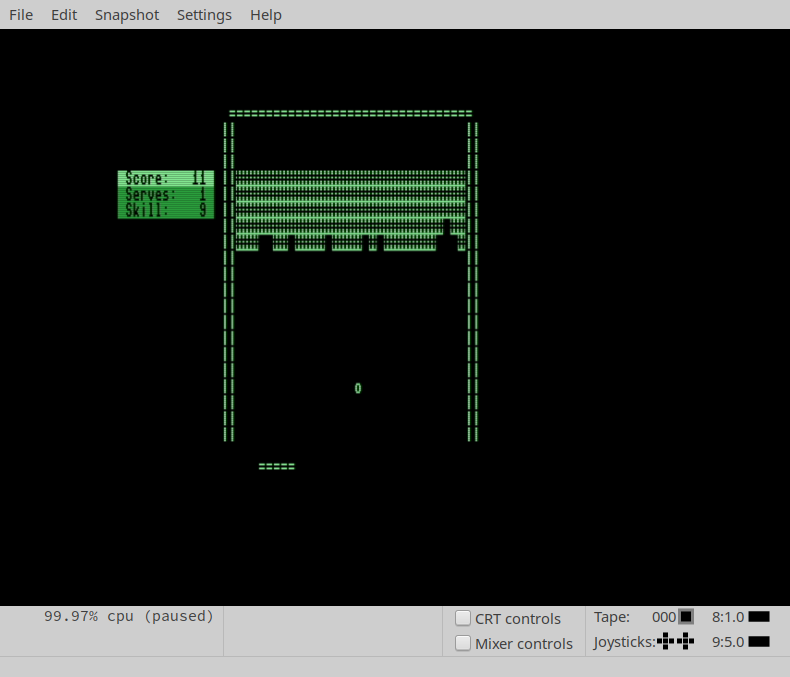 File Edit Snapshot Settings Help
Score: 11
Serves: 1
Skill: 9
0
99.97% cpu (paused)
CRT controls
Mixer controls
Tape: 000 8:1.0
Joysticks: 9:5.0